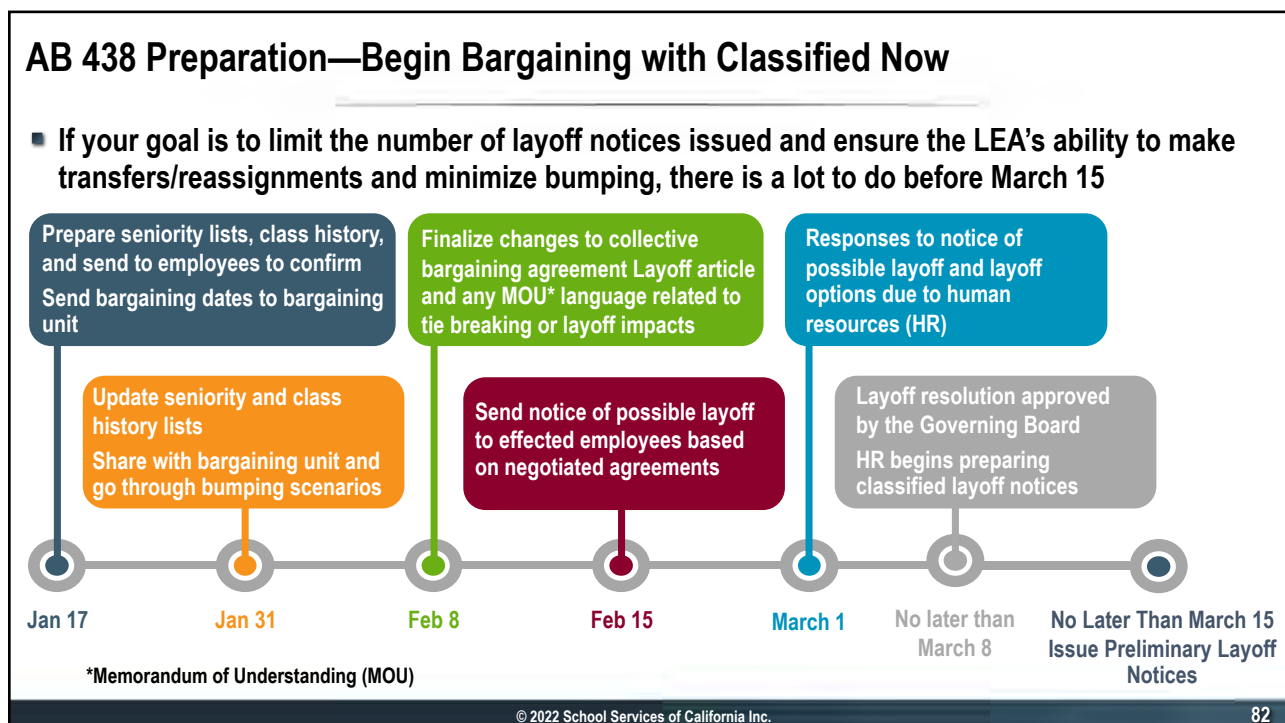 AB 438 Preparation—Begin Bargaining with Classified Now
▪ If your goal is to limit the number of layoff notices issued and ensure the LEA's ability to make
transfers/reassignments and minimize bumping, there is a lot to do before March 15
Prepare seniority lists, class history,
and send to employees to confirm
Send bargaining dates to bargaining
unit
Finalize changes to collective
bargaining agreement Layoff article
and any MOU* language related to
tie breaking or layoff impacts
Responses to notice of
possible layoff and layoff
options due to human
resources (HR)
Update seniority and class
history lists
Share with bargaining unit and
go through bumping scenarios
Send notice of possible layoff
to effected employees based
on negotiated agreements
Layoff resolution approved
by the Governing Board
HR begins preparing
classified layoff notices
Jan 17
Jan 31
Feb 8
Feb 15
March 1
No later than
March 8
No Later Than March 15
Issue Preliminary Layoff
Notices
*Memorandum of Understanding (MOU)
© 2022 School Services of California Inc.
82